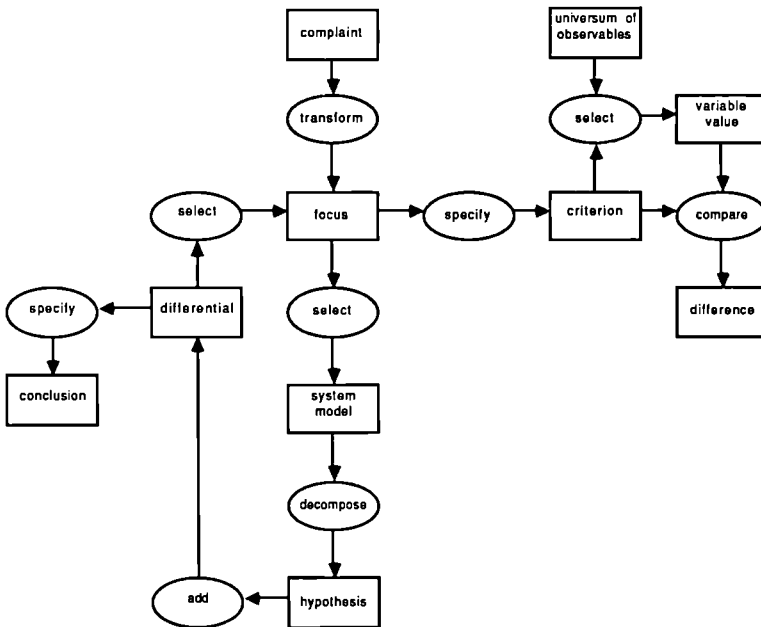 complaint
universum of
observables
transform
select
variable
value
select
focus
specify
criterion
compare
specify
differential
select
difference
conclusion
system
model
decompose
add
hypothesis